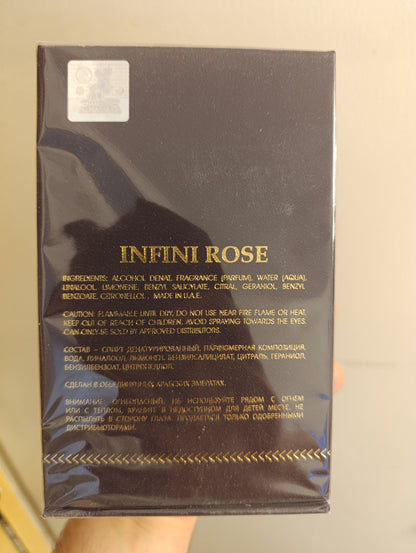 INFINI ROSE
INGREDIENTS: ALCOHOL DENAT, FRAGRANCE (PARFUM), WATER (AQUA),
LINALOOL, LIMONENE, BENZYL SALICYLATE, CITRAL, GERANIOL, BENZYL
BENZOATE, CITRONELLOL . MADE IN U.A.E.
CAUTION: FLAMMABLE UNTIL DRY, DO NOT USE NEAR FIRE FLAME OR HEAT,
KEEP OUT OF REACH OF CHILDREN. AVOID SPRAYING TOWARDS THE EYES.
CAN ONLY BE SOLD BY APPROVED DISTRIBUTORS.
СОСТАВ – СПИРТ ДЕНАТУРИРОВАННЫЙ, ПАРФЮМЕРНАЯ КОМПОЗИЦИЯ,
ВОДА, ЛИНАЛООЛ, ЛИМОНЕН, БЕНЗИЛСАЛИЦИЛАТ, ЦИТРАЛЬ, ГЕРАНИОЛ,
БЕНЗИЛБЕНЗОАТ, ЦИТРОНЕЛЛОЛ.
СДЕЛАН В ОБЪЕДИНЕННЫХ АРАБСКИХ ЭМИРАТАХ.
ВНИМАНИЕ: ОГНЕОПАСНЫЙ, НЕ ИСПОЛЬЗУЙТЕ РЯДОМ С ОГНЕМ
ИЛИ С ТЕПЛОМ, ХРАНИТЕ В НЕДОСТУПНОМ ДЛЯ ДЕТЕЙ МЕСТЕ, НЕ
РАСПЫЛЯТЬ В СТОРОНУ ГЛАЗА. ПРОДАЕТСЯ ТОЛЬКО ОДОБРЕННЫМИ
ДИСТРИБЬЮТОРАМИ.